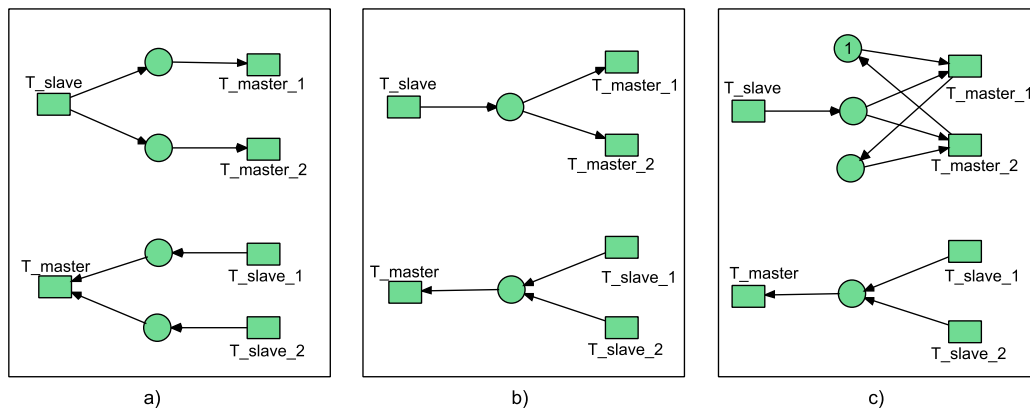 T_slave
T_master_1
T_master_2
T_master
T_slave_1
T_slave_2
a)
T_slave
T_master_1
T_master_2
T_master
T_slave_1
T_slave_2
b)
1
T_slave
T_master_1
T_master_2
T_master
T_slave_1
T_slave_2
c)